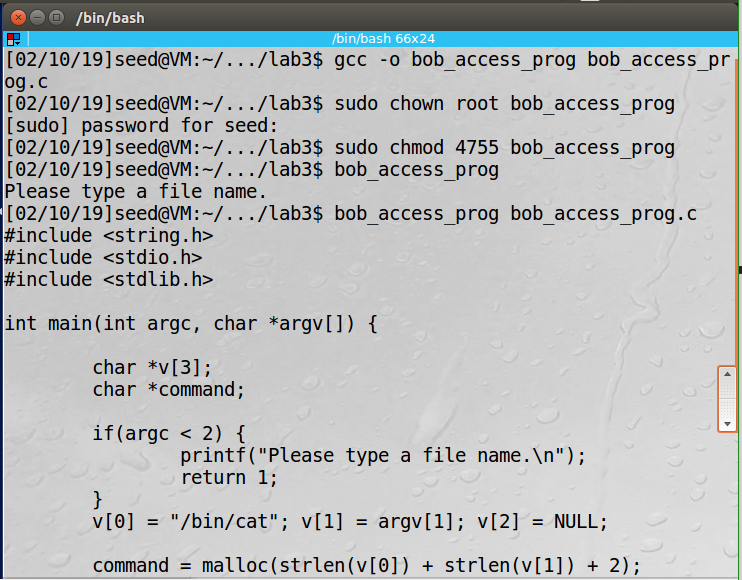 /bin/bash
/bin/bash 66x24
[02/10/19]seed@VM:~/.../lab3$ gcc -o bob_access_prog bob_access_pr
og.c
[02/10/19]seed@VM:~/.../lab3$ sudo chown root bob_access_prog
[sudo] password for seed:
[02/10/19]seed@VM:~/.../lab3$ sudo chmod 4755 bob_access_prog
[02/10/19]seed@VM:~/.../lab3$ bob_access_prog
Please type a file name.
[02/10/19]seed@VM:~/.../lab3$ bob_access_prog bob_access_prog.c
#include <string.h>
#include <stdio.h>
#include <stdlib.h>

int main(int argc, char *argv[]) {

        char *v[3];
        char *command;

        if(argc < 2) {
                printf("Please type a file name.\n");
                return 1;
        }
        v[0] = "/bin/cat"; v[1] = argv[1]; v[2] = NULL;

        command = malloc(strlen(v[0]) + strlen(v[1]) + 2);